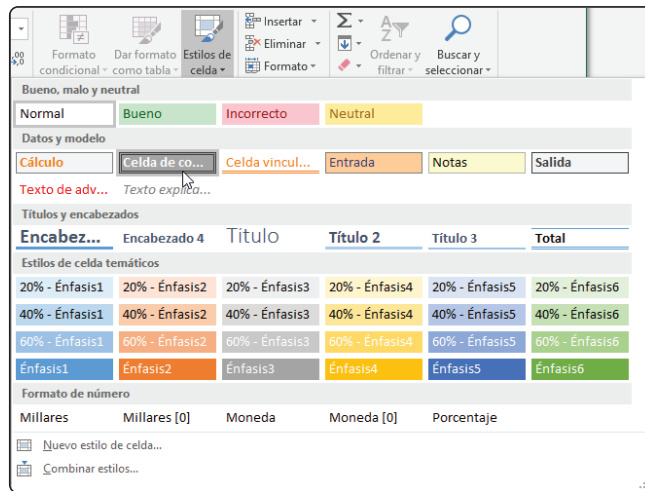 Insertar
Eliminar
Formato
,00
,0
Formato condicional
Dar formato como tabla
Estilos de celda
Ordenar y filtrar
Buscar y seleccionar
Bueno, malo y neutral
Normal Bueno Incorrecto Neutral
Datos y modelo
Cálculo Celda de co... Celda vincul... Entrada Notas Salida
Texto de adv... Texto explica...
Títulos y encabezados
Encabez... Encabezado 4 Título Título 2 Título 3 Total
Estilos de celda temáticos
20% - Énfasis1 20% - Énfasis2 20% - Énfasis3 20% - Énfasis4 20% - Énfasis5 20% - Énfasis6
40% - Énfasis1 40% - Énfasis2 40% - Énfasis3 40% - Énfasis4 40% - Énfasis5 40% - Énfasis6
60% - Énfasis1 60% - Énfasis2 60% - Énfasis3 60% - Énfasis4 60% - Énfasis5 60% - Énfasis6
Énfasis1 Énfasis2 Énfasis3 Énfasis4 Énfasis5 Énfasis6
Formato de número
Millares Millares [0] Moneda Moneda [0] Porcentaje
Nuevo estilo de celda...
Combinar estilos...